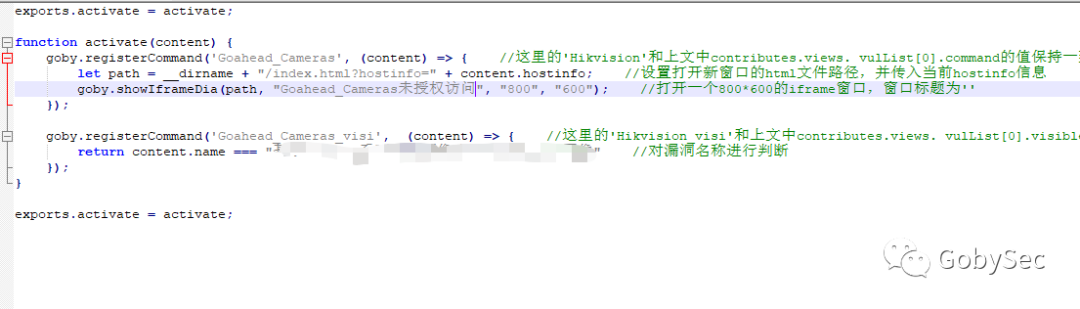 exports.activate = activate;
function activate(content) {
goby.registerCommand('Goahead_Cameras', (content) => { //这里的'Hikvision'和上文中contributes.views. vulList[0].command的值保持一致
let path = __dirname + "/index.html?hostinfo=" + content.hostinfo; //设置打开新窗口的html文件路径，并传入当前hostinfo信息
goby.showIframeDia(path, "Goahead_Cameras未授权访问", "800", "600"); //打开一个800*600的iframe窗口，窗口标题为''
});
goby.registerCommand('Goahead_Cameras_visi', (content) => { //这里的'Hikvision_visi'和上文中contributes.views. vulList[0].visible
return content.name === " " //对漏洞名称进行判断
});
}
exports.activate = activate;
GobySec